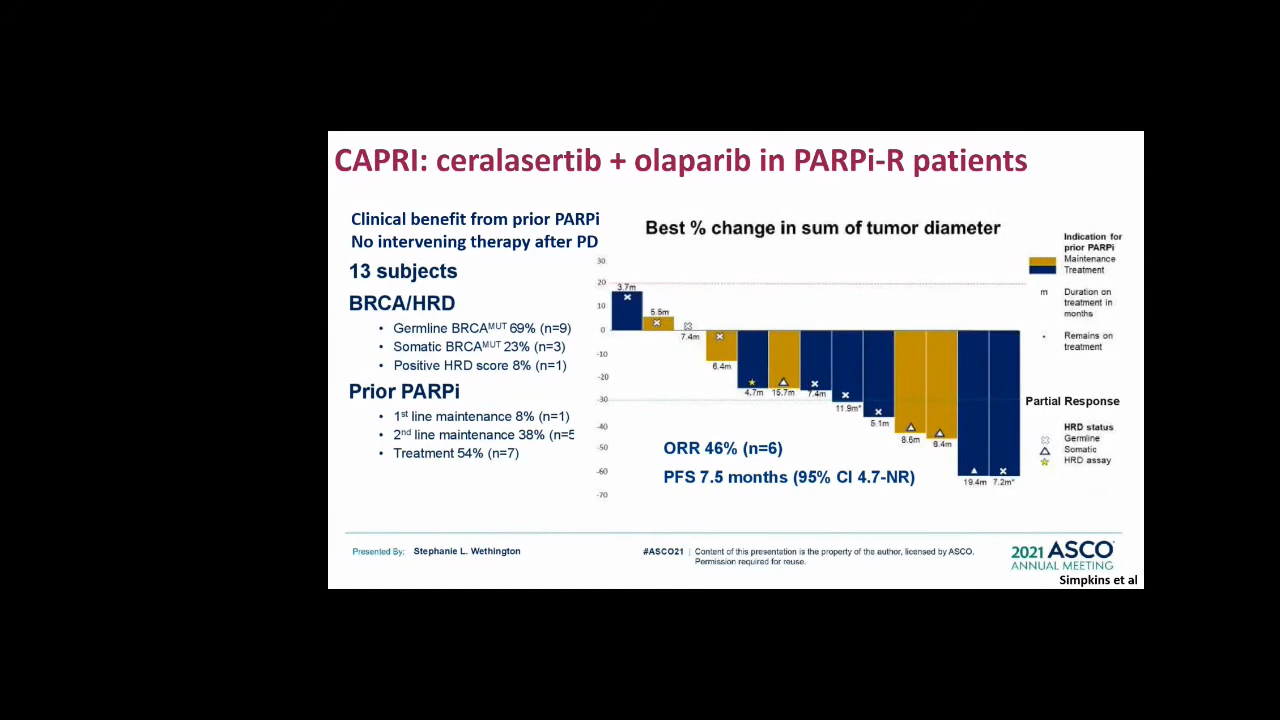 CAPRI: ceralasertib + olaparib in PARPi-R patients
Clinical benefit from prior PARPi
No intervening therapy after PD
13 subjects
BRCA/HRD
• Germline BRCAᴹᵁᵀ 69% (n=9)
• Somatic BRCAᴹᵁᵀ 23% (n=3)
• Positive HRD score 8% (n=1)
Prior PARPi
• 1st line maintenance 8% (n=1)
• 2nd line maintenance 38% (n=5
• Treatment 54% (n=7)
Best % change in sum of tumor diameter
30
20
10
0
-10
-20
-30
-40
-50
-60
-70
3.7m
5.5m
7.4m
6.4m
4.7m
15.7m
7.4m
11.9m*
5.1m
8.6m
6.4m
19.4m
7.2m*
ORR 46% (n=6)
PFS 7.5 months (95% CI 4.7-NR)
Indication for
prior PARPi
Maintenance
Treatment
m Duration on
treatment in
months
* Remains on
treatment
Partial Response
HRD status
Germline
Somatic
HRD assay
Presented By: Stephanie L. Wethington
#ASCO21 | Content of this presentation is the property of the author, licensed by ASCO.
Permission required for reuse.
2021 ASCO
ANNUAL MEETING
Simpkins et al